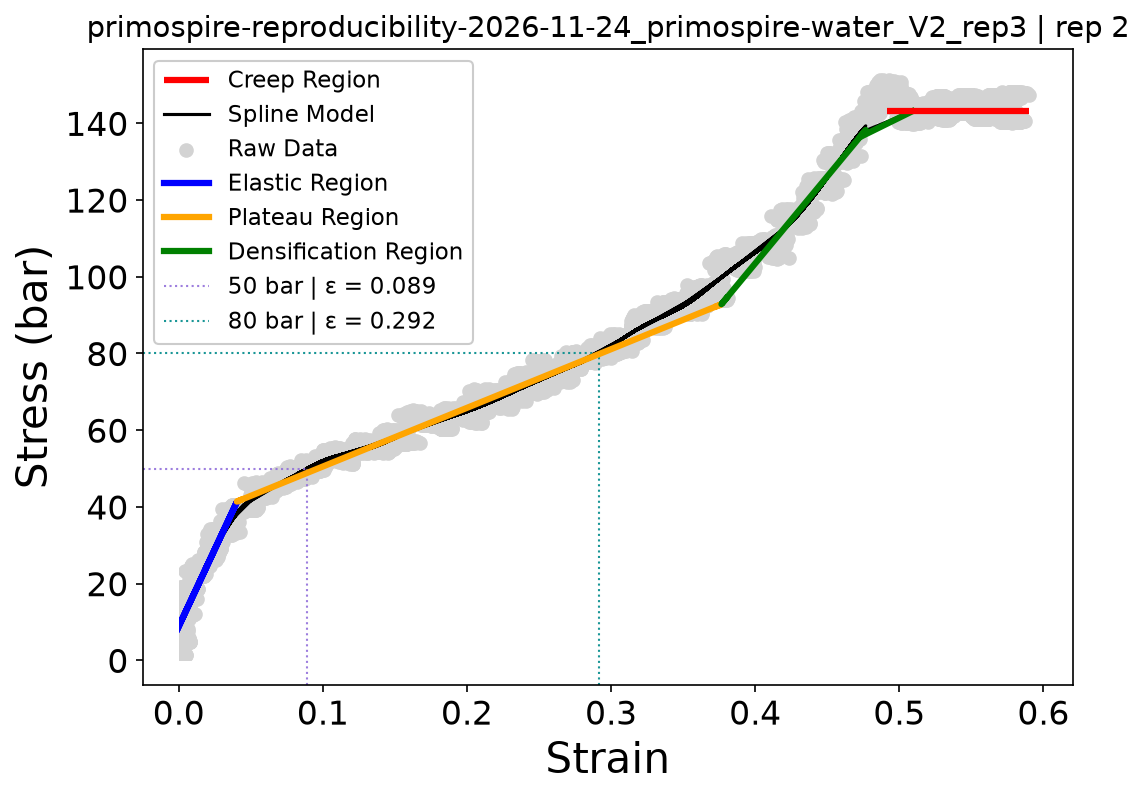 primospire-reproducibility-2026-11-24_primospire-water_V2_rep3 | rep 2
Creep Region
Spline Model
Raw Data
Elastic Region
Plateau Region
Densification Region
50 bar | ε = 0.089
80 bar | ε = 0.292
Stress (bar)
140
120
100
80
60
40
20
0
0.0 0.1 0.2 0.3 0.4 0.5 0.6
Strain